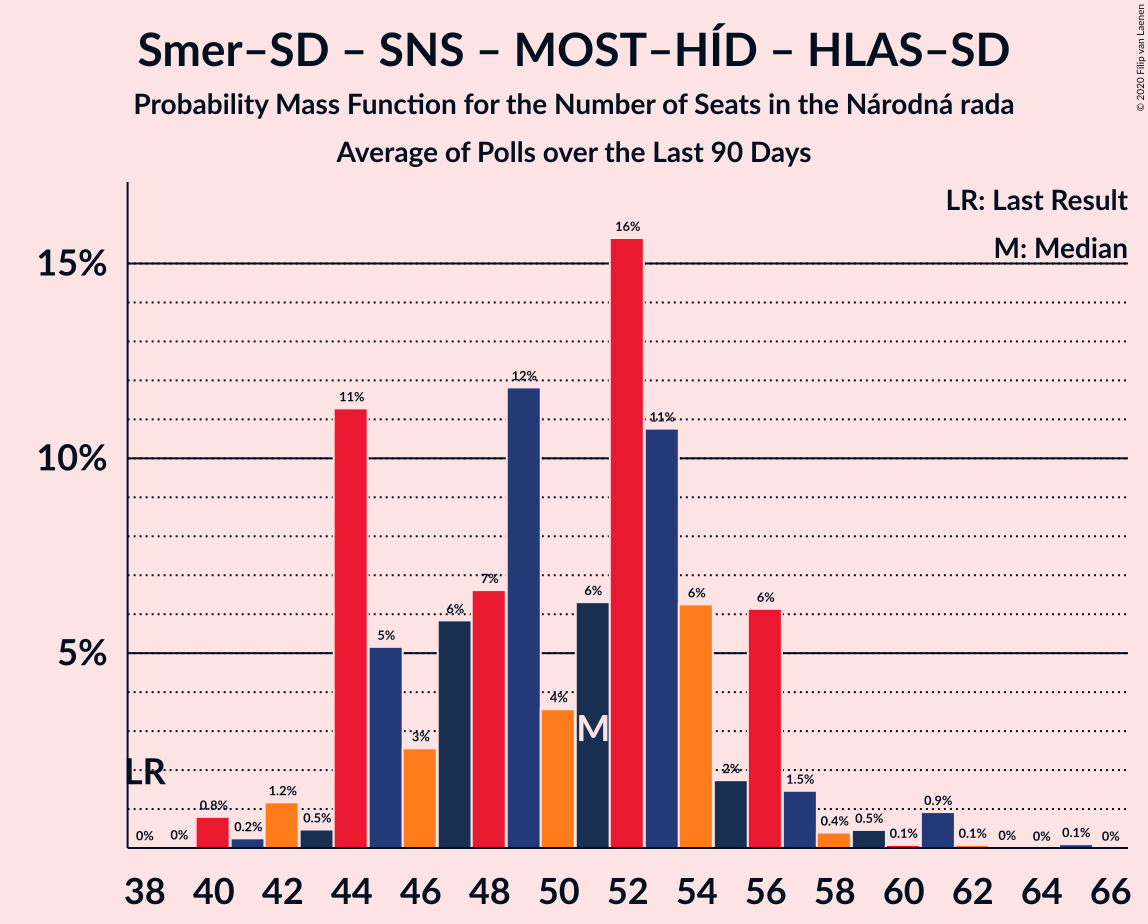 Smer–SD – SNS – MOST–HÍD – HLAS–SD
Probability Mass Function for the Number of Seats in the Národná rada
Average of Polls over the Last 90 Days
© 2020 Filip van Laenen
LR: Last Result
M: Median
15%
10%
5%
LR
M
0% 0% 0.8% 0.2% 1.2% 0.5% 11% 5% 3% 6% 7% 12% 4% 6% 16% 11% 6% 2% 6% 1.5% 0.4% 0.5% 0.1% 0.9% 0.1% 0% 0% 0.1% 0%
38 40 42 44 46 48 50 52 54 56 58 60 62 64 66